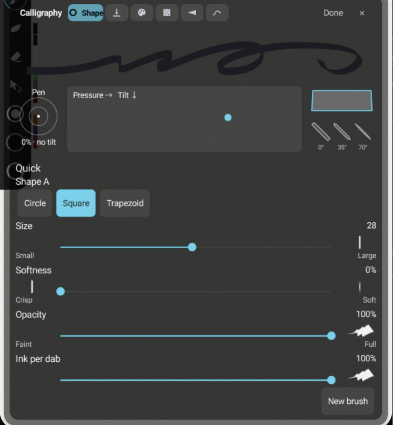 Calligraphy Shape Done ×
Pen
Pressure → Tilt ↓
0% · no tilt
0° 35° 70°
Quick
Shape A
Circle Square Trapezoid
Size 28
Small Large
Softness 0%
Crisp Soft
Opacity 100%
Faint Full
Ink per dab 100%
New brush